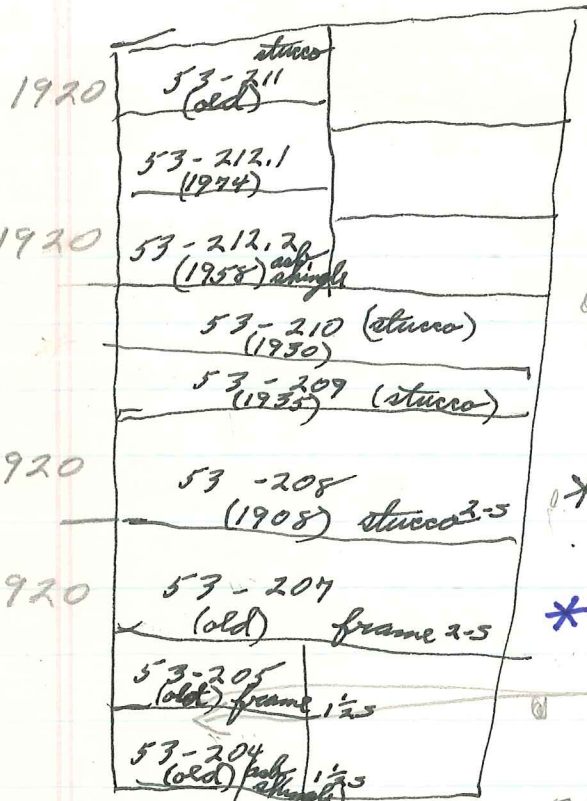 stucco
1920 53-211
(old)
53-212.1
(1974)
1920 53-212.2
(1958) asb shingle
53-210 (stucco)
(1930)
53-209 (stucco)
(1935)
920 53-208
(1908) stucco 2-S
920 53-207
(old) frame 2-S
53-205
(old) frame 1½S
53-204
(old) asb shingle 1½S